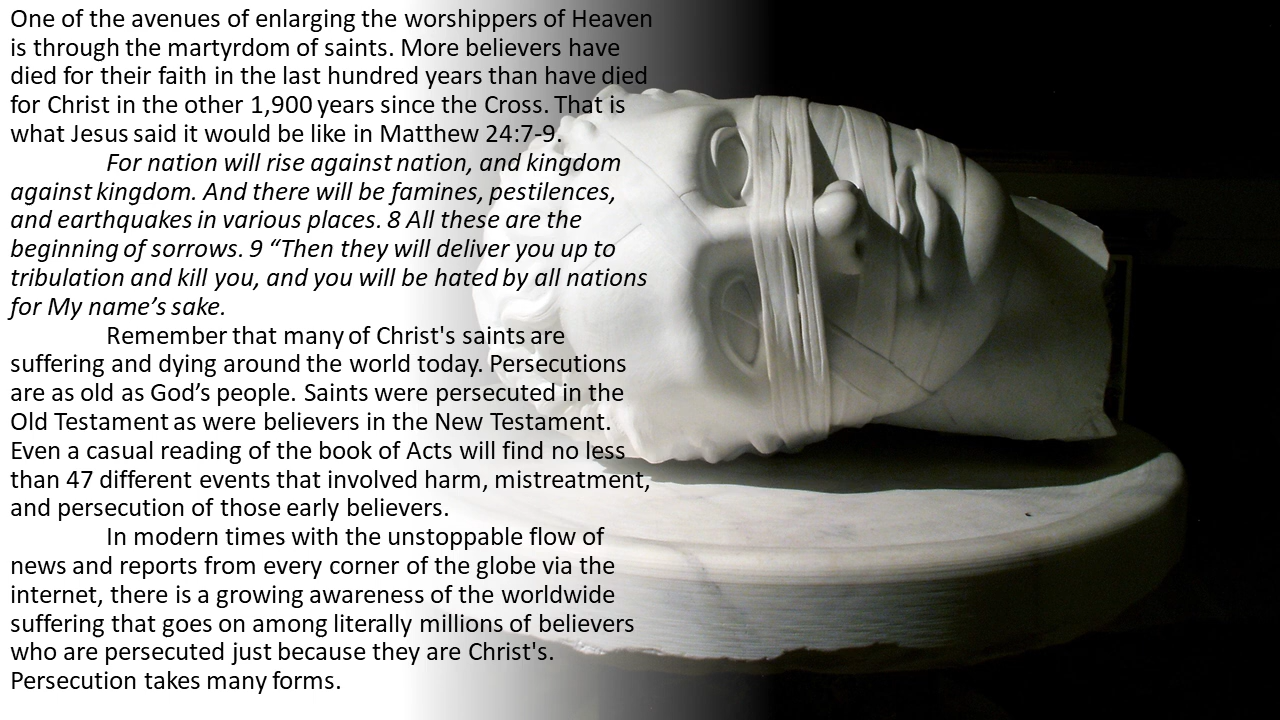 One of the avenues of enlarging the worshippers of Heaven
is through the martyrdom of saints. More believers have
died for their faith in the last hundred years than have died
for Christ in the other 1,900 years since the Cross. That is
what Jesus said it would be like in Matthew 24:7-9.
For nation will rise against nation, and kingdom
against kingdom. And there will be famines, pestilences,
and earthquakes in various places. 8 All these are the
beginning of sorrows. 9 “Then they will deliver you up to
tribulation and kill you, and you will be hated by all nations
for My name’s sake.
Remember that many of Christ's saints are
suffering and dying around the world today. Persecutions
are as old as God’s people. Saints were persecuted in the
Old Testament as were believers in the New Testament.
Even a casual reading of the book of Acts will find no less
than 47 different events that involved harm, mistreatment,
and persecution of those early believers.
In modern times with the unstoppable flow of
news and reports from every corner of the globe via the
internet, there is a growing awareness of the worldwide
suffering that goes on among literally millions of believers
who are persecuted just because they are Christ's.
Persecution takes many forms.